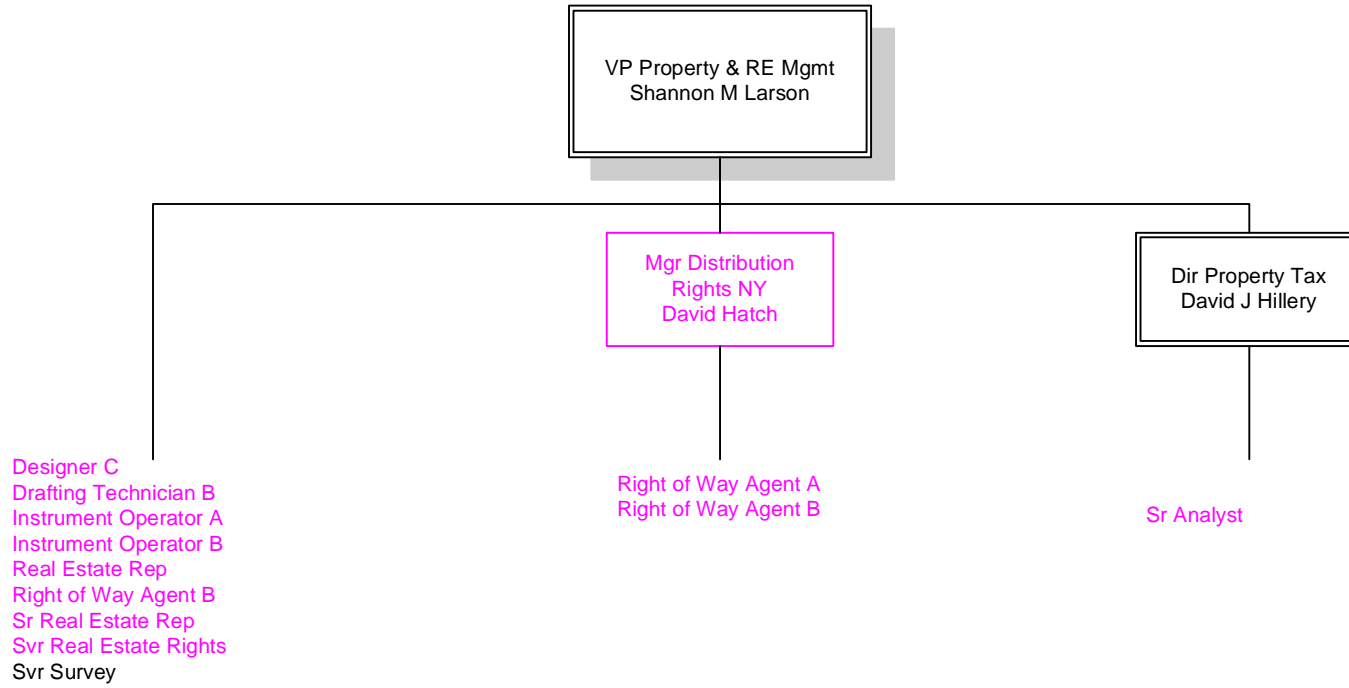 VP Property & RE Mgmt
Shannon M Larson
Mgr Distribution
Rights NY
David Hatch
Dir Property Tax
David J Hillery
Designer C
Drafting Technician B
Instrument Operator A
Instrument Operator B
Real Estate Rep
Right of Way Agent B
Sr Real Estate Rep
Svr Real Estate Rights
Svr Survey
Right of Way Agent A
Right of Way Agent B
Sr Analyst